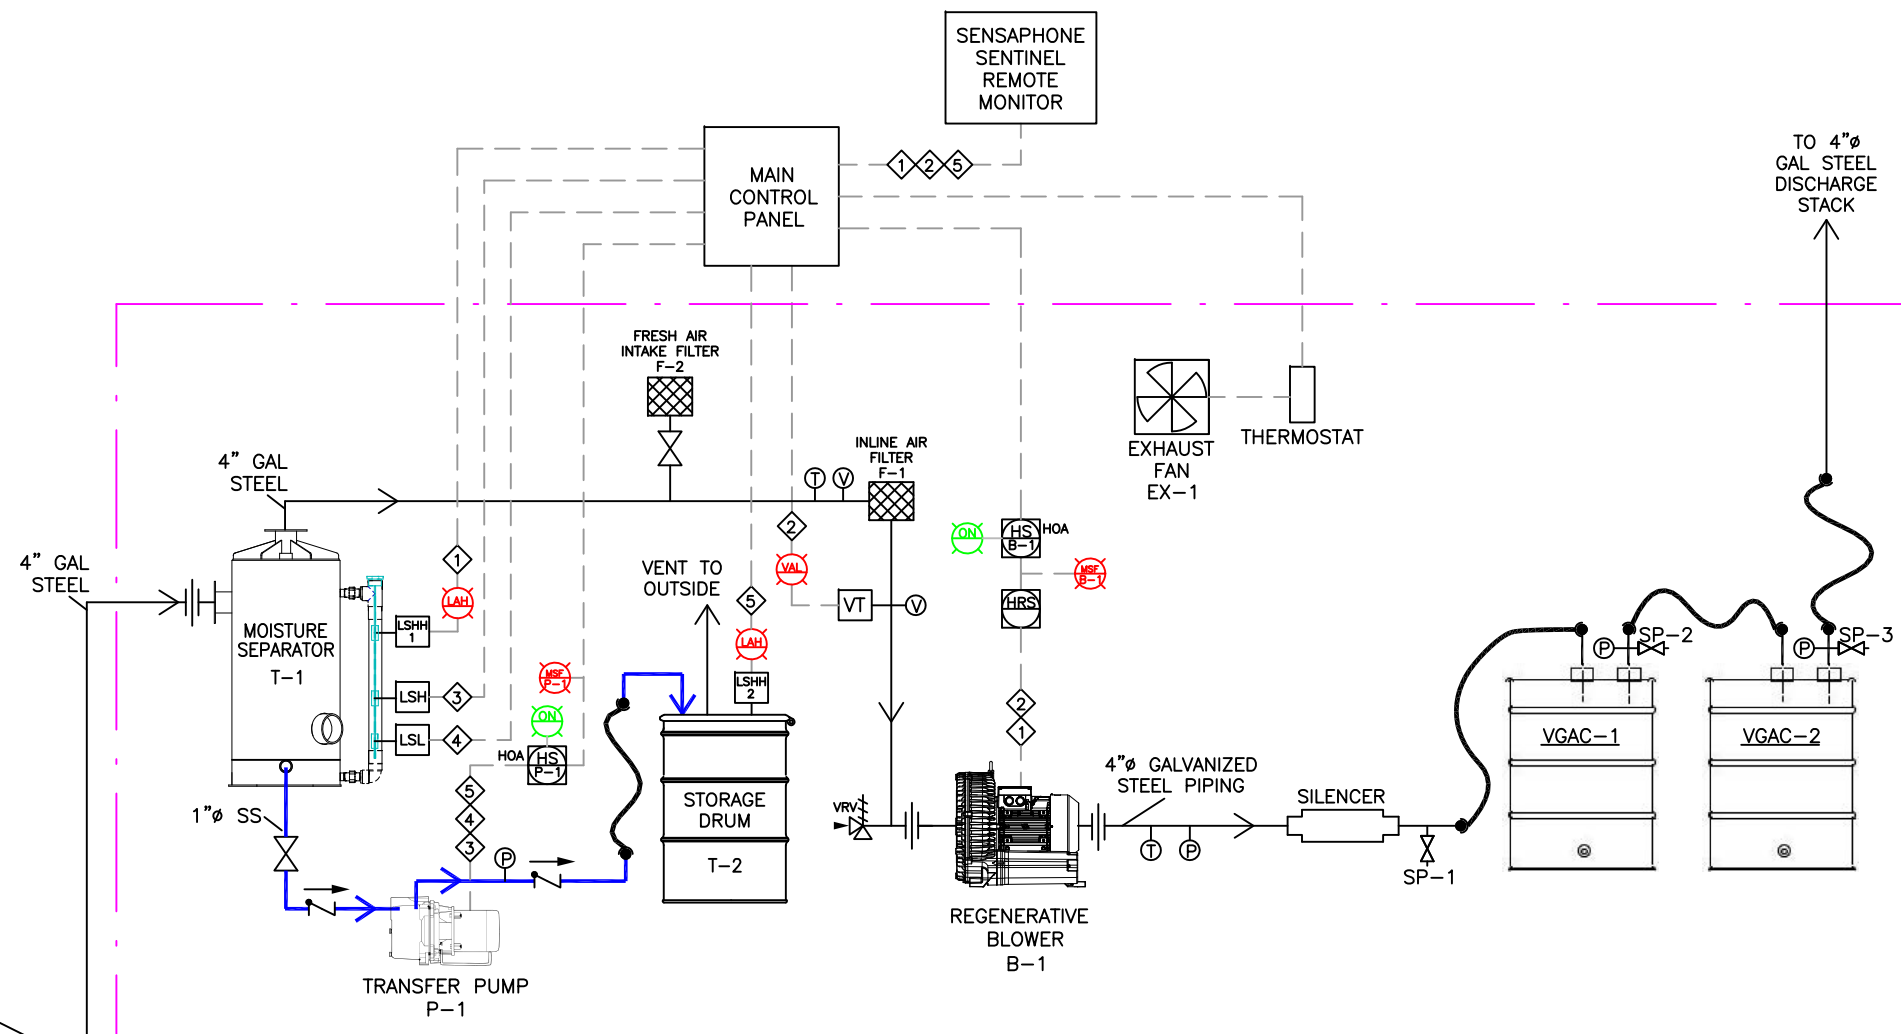 SENSAPHONE
SENTINEL
REMOTE
MONITOR
MAIN
CONTROL
PANEL
1
2
5
TO 4"ø
GAL STEEL
DISCHARGE
STACK
FRESH AIR
INTAKE FILTER
F-2
INLINE AIR
FILTER
F-1
EXHAUST
FAN
EX-1
THERMOSTAT
4" GAL
STEEL
4" GAL
STEEL
T
V
2
VAL
VT
V
ON
HS
B-1
HOA
MSF
B-1
HRS
2
1
1
LAH
LSHH
1
LSH
3
LSL
4
MOISTURE
SEPARATOR
T-1
VENT TO
OUTSIDE
5
LAH
LSHH
2
MSF
P-1
ON
HOA
HS
P-1
5
4
3
P
1"ø SS
STORAGE
DRUM
T-2
TRANSFER PUMP
P-1
VRV
REGENERATIVE
BLOWER
B-1
4"ø GALVANIZED
STEEL PIPING
T
P
SILENCER
SP-1
P
SP-2
P
SP-3
VGAC-1
VGAC-2